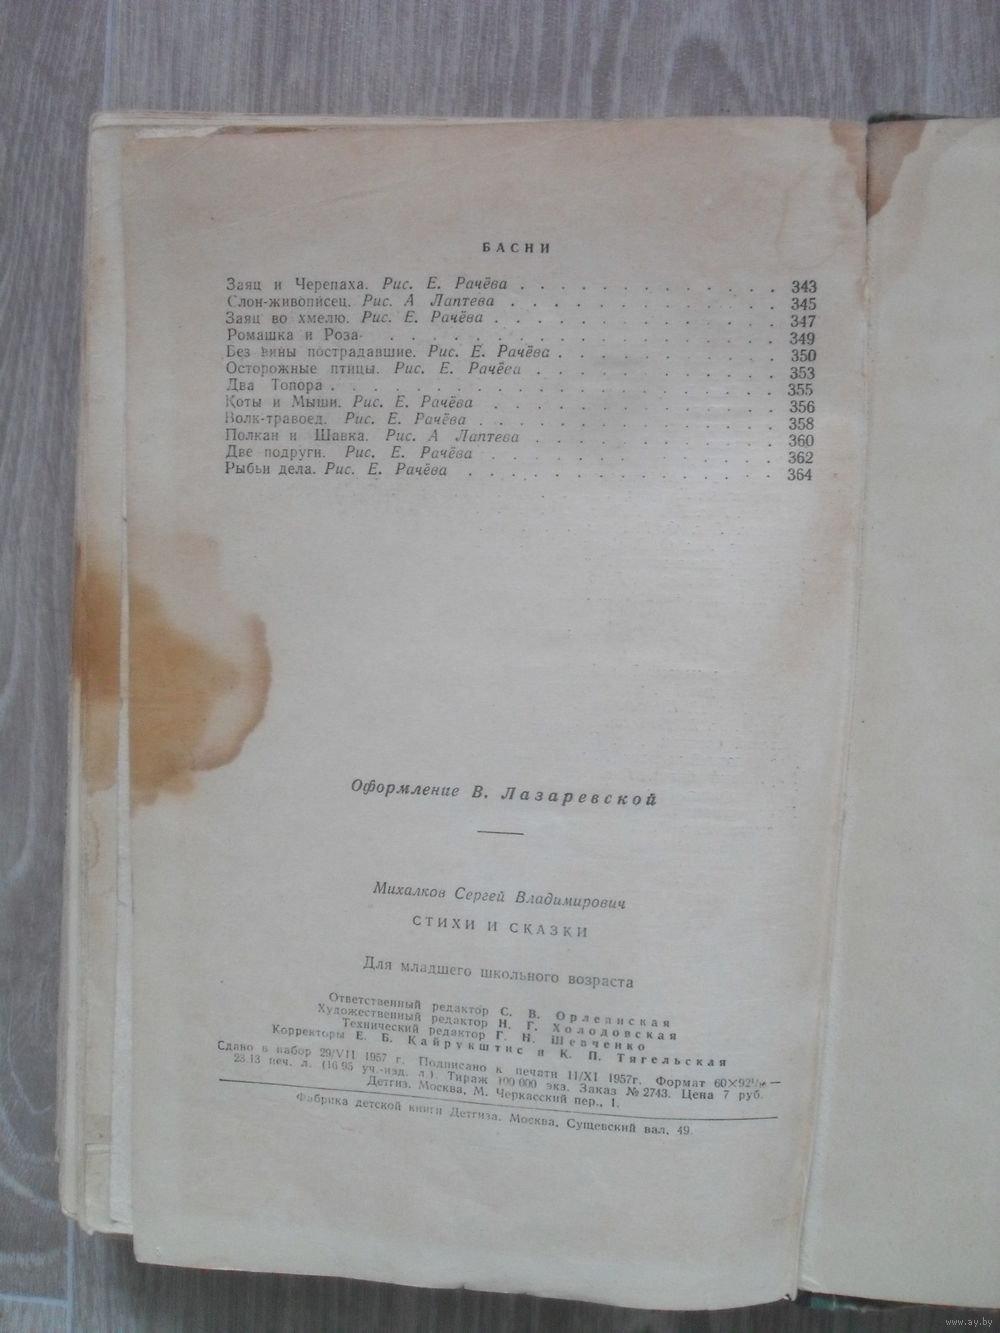 БАСНИ
Заяц и Черепаха. Рис. Е. Рачёва . . . . . . . . . . . . . 343
Слон-живописец. Рис. А Лаптева . . . . . . . . . . . . . 345
Заяц во хмелю. Рис. Е. Рачёва . . . . . . . . . . . . . 347
Ромашка и Роза . . . . . . . . . . . . . 349
Без вины пострадавшие. Рис. Е. Рачёва . . . . . . . . . . 350
Осторожные птицы. Рис. Е. Рачёва . . . . . . . . . . . 353
Два Топора . . . . . . . . . . . . . . . . 355
Коты и Мыши. Рис. Е. Рачёва . . . . . . . . . . . . 356
Волк-травоед. Рис. Е. Рачёва . . . . . . . . . . . . 358
Полкан и Шавка. Рис. А Лаптева . . . . . . . . . . . 360
Две подруги. Рис. Е. Рачёва . . . . . . . . . . . . 362
Рыбьи дела. Рис. Е. Рачёва . . . . . . . . . . . . 364
Оформление В. Лазаревской
Михалков Сергей Владимирович
СТИХИ И СКАЗКИ
Для младшего школьного возраста
Ответственный редактор С. В. Орлеанская
Художественный редактор Н. Г. Холодовская
Технический редактор Г. Н. Шевченко
Корректоры Е. Б. Кайрукштис и К. П. Тягельская
Сдано в набор 29/VII 1957 г. Подписано к печати 11/XI 1957г. Формат 60×92 —
23.13 печ. л. (16 95 уч.-изд. л.). Тираж 100 000 экз. Заказ № 2743. Цена 7 руб.
Детгиз. Москва, М. Черкасский пер., 1.
Фабрика детской книги Детгиза. Москва, Сущевский вал, 49.
www.ay.by